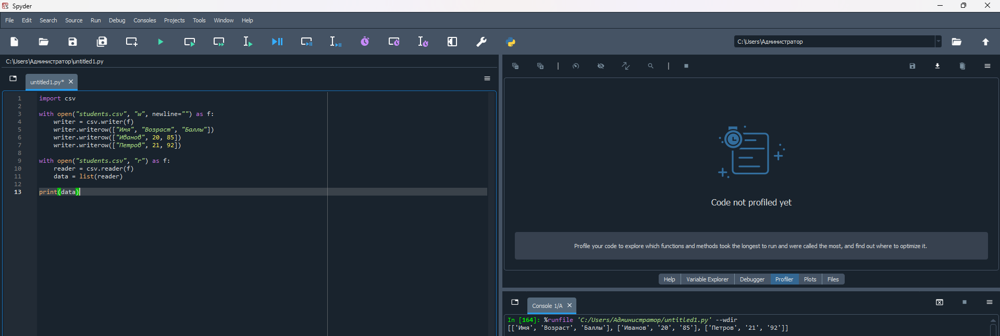 Spyder
File Edit Search Source Run Debug Consoles Projects Tools Window Help
C:\Users\Администратор
C:\Users\Администратор\untitled1.py
untitled1.py*
1 import csv
2
3 with open("students.csv", "w", newline="") as f:
4 writer = csv.writer(f)
5 writer.writerow(["Имя", "Возраст", "Баллы"])
6 writer.writerow(["Иванов", 20, 85])
7 writer.writerow(["Петров", 21, 92])
8
9 with open("students.csv", "r") as f:
10 reader = csv.reader(f)
11 data = list(reader)
12
13 print(data)
Code not profiled yet
Profile your code to explore which functions and methods took the longest to run and were called the most, and find out where to optimize it.
Help Variable Explorer Debugger Profiler Plots Files
Console 1/A
In [164]: %runfile 'C:/Users/Администратор/untitled1.py' --wdir
[['Имя', 'Возраст', 'Баллы'], ['Иванов', '20', '85'], ['Петров', '21', '92']]